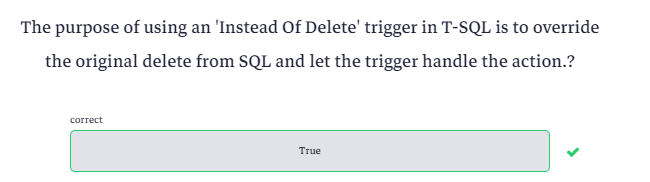 The purpose of using an 'Instead Of Delete' trigger in T-SQL is to override
the original delete from SQL and let the trigger handle the action.?
correct
True